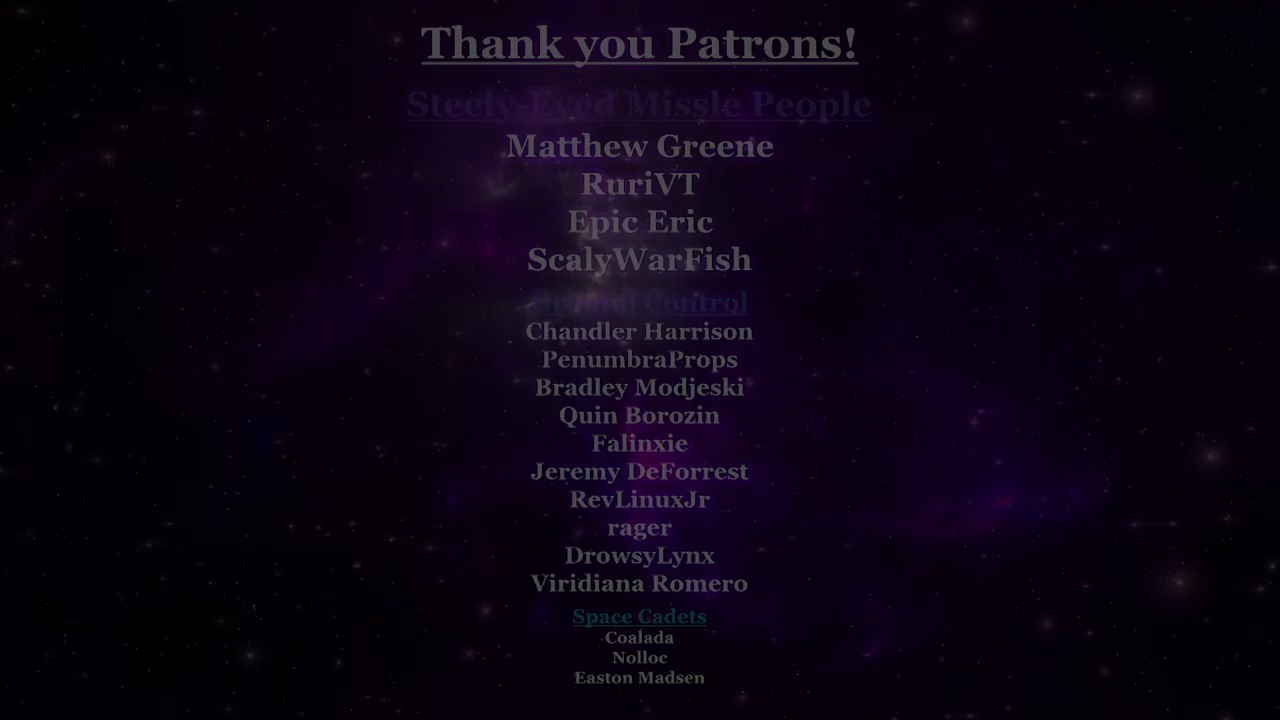 Thank you Patrons!
Steely-Eyed Missle People
Matthew Greene
RuriVT
Epic Eric
ScalyWarFish
Ground Control
Chandler Harrison
PenumbraProps
Bradley Modjeski
Quin Borozin
Falinxie
Jeremy DeForrest
RevLinuxJr
rager
DrowsyLynx
Viridiana Romero
Space Cadets
Coalada
Nolloc
Easton Madsen